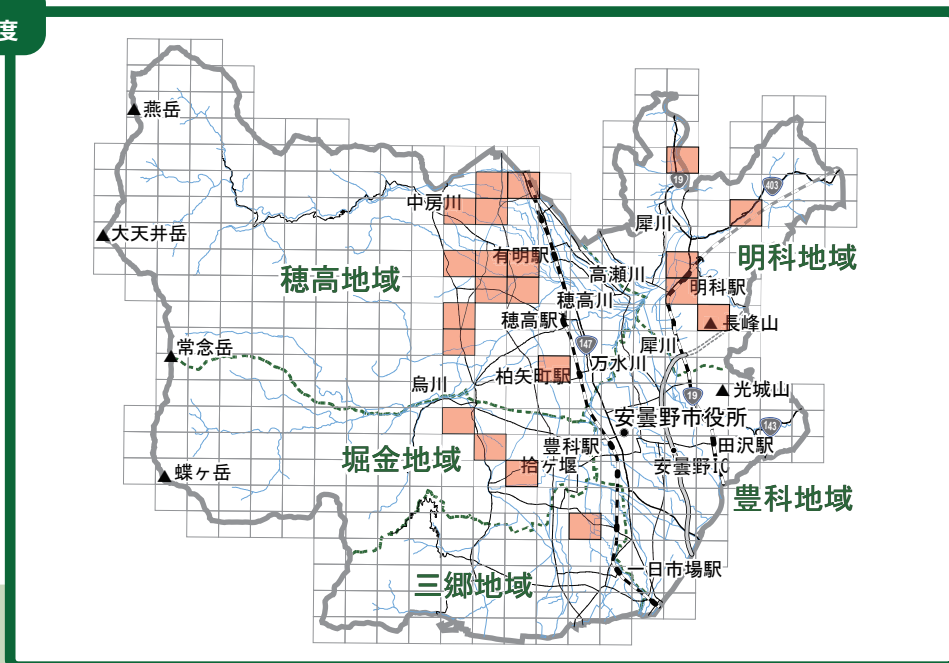 度
▲燕岳
19
403
中房川
犀川
▲大天井岳
有明駅
明科地域
高瀬川
穂高地域
明科駅
穂高川
穂高駅
▲長峰山
147
犀川
▲常念岳
万水川
柏矢町駅
烏川
▲光城山
19
安曇野市役所
143
豊科駅
田沢駅
堀金地域
拾ケ堰
安曇野IC
▲蝶ヶ岳
豊科地域
一日市場駅
三郷地域